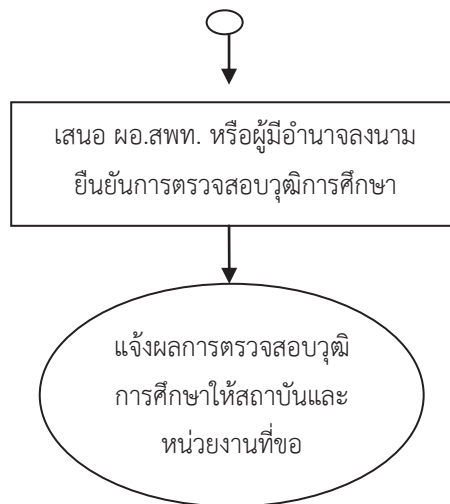 เสนอ ผอ.สพท. หรือผู้มีอำนาจลงนาม
ยืนยันการตรวจสอบวุฒิการศึกษา
แจ้งผลการตรวจสอบวุฒิ
การศึกษาให้สถาบันและ
หน่วยงานที่ขอ